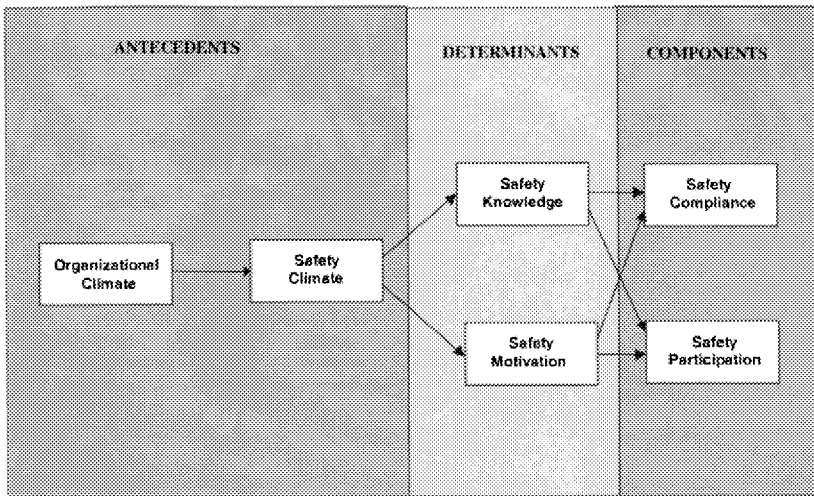 ANTECEDENTS
DETERMINANTS
COMPONENTS
Organizational
Climate
Safety
Climate
Safety
Knowledge
Safety
Motivation
Safety
Compliance
Safety
Participation